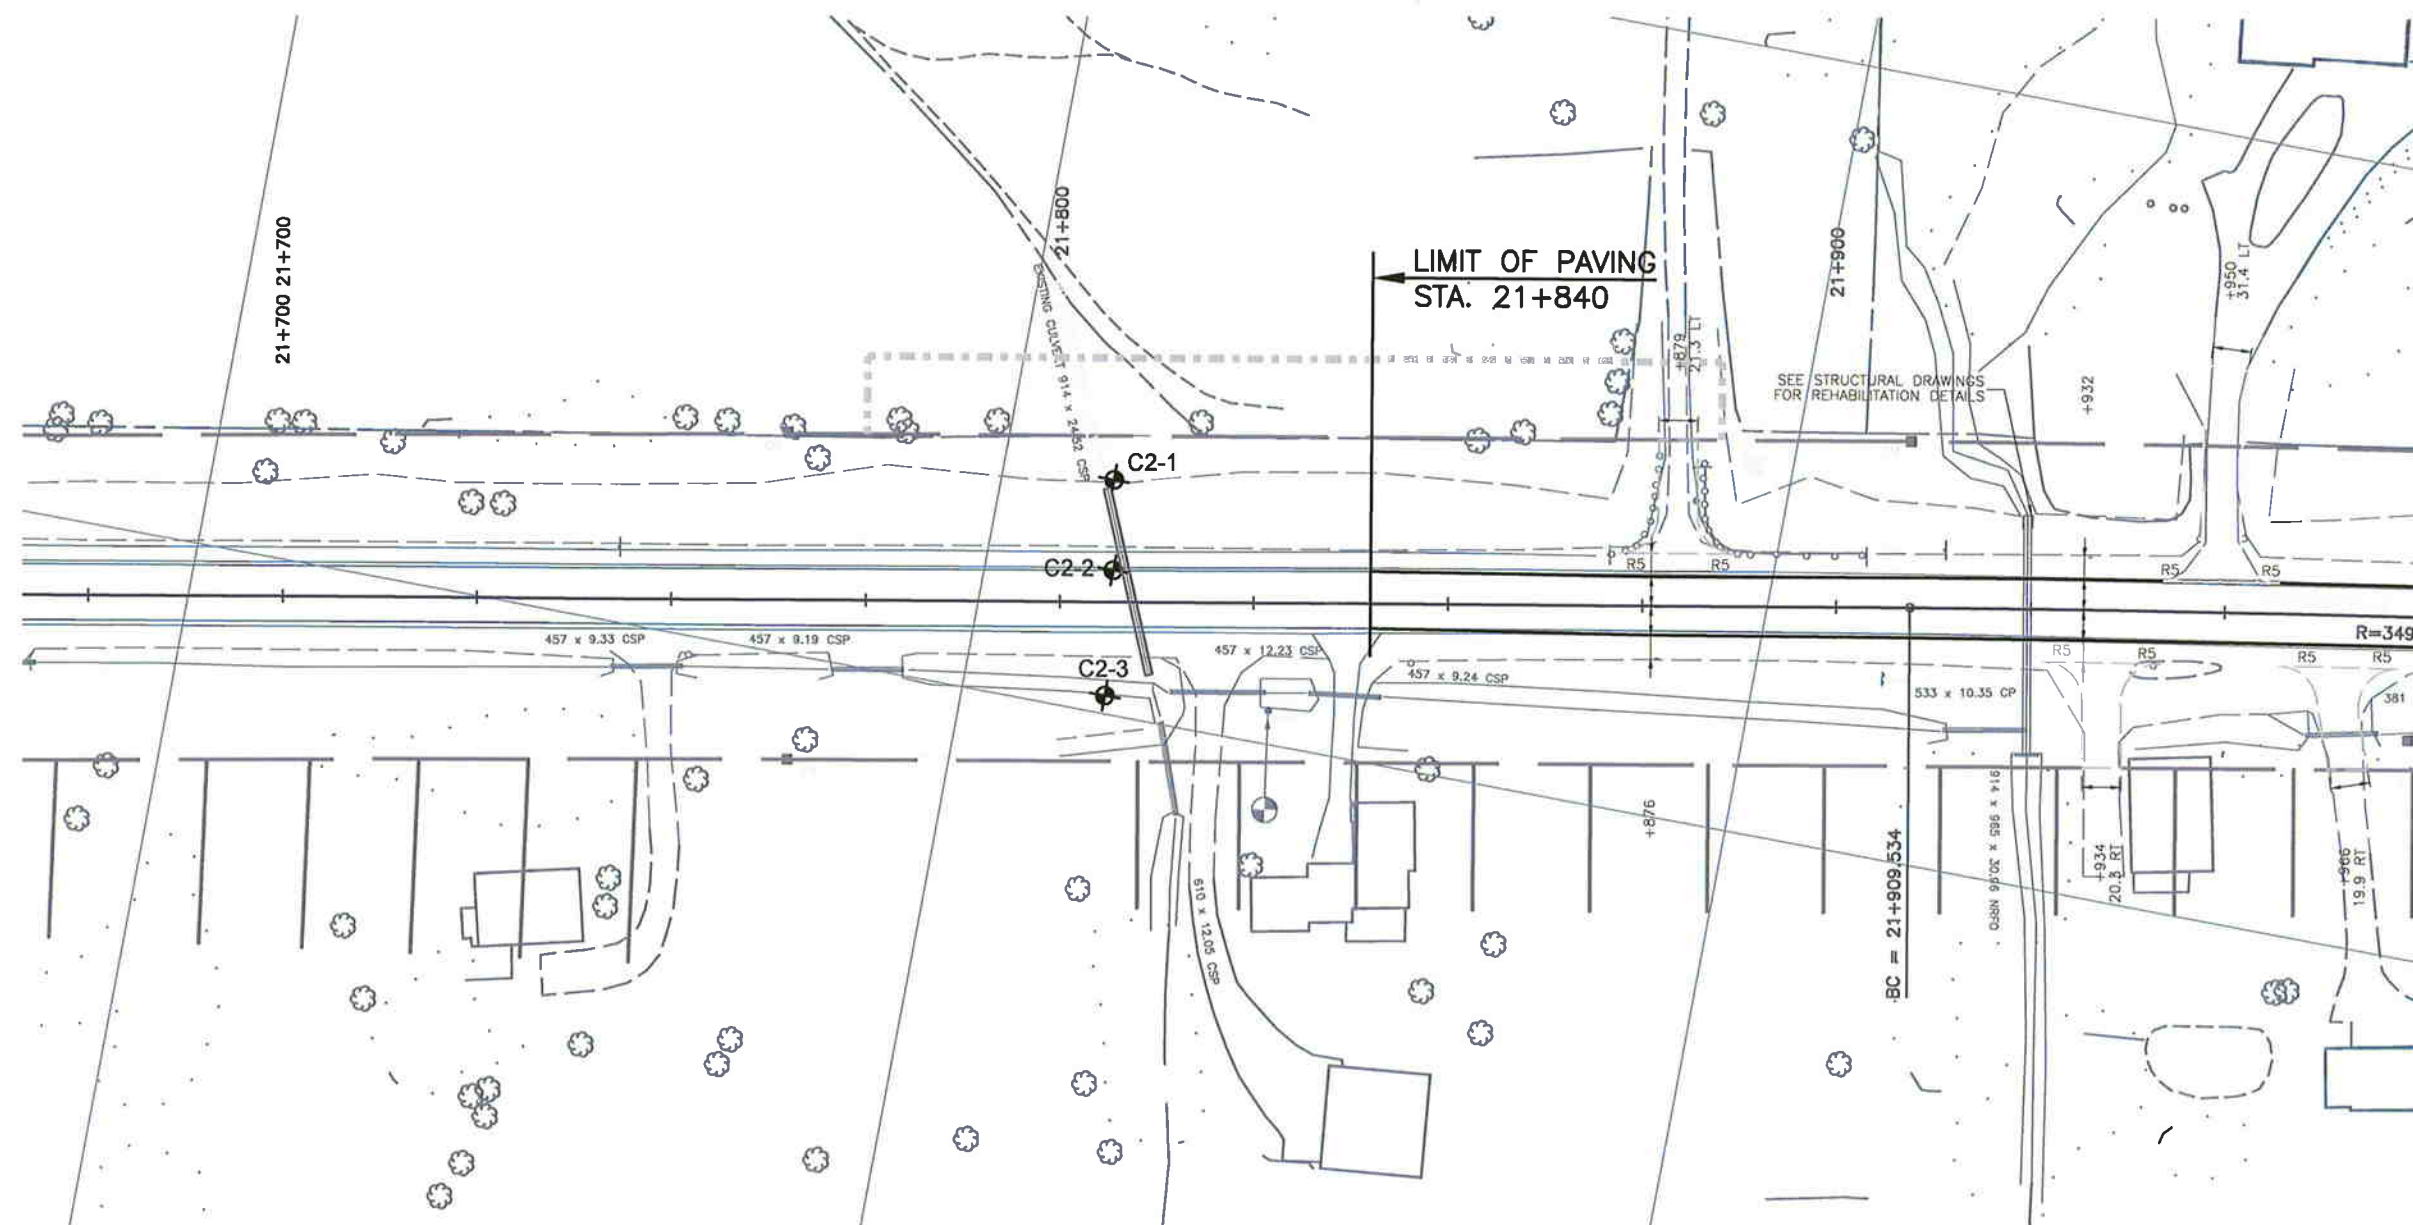 21+700 21+700
21+800
EXISTING CULVERT 914 x 24.62 CSP
LIMIT OF PAVING
STA. 21+840
+879
21.3 LT
21+900
SEE STRUCTURAL DRAWINGS
FOR REHABILITATION DETAILS
+932
+950
31.4 LT
C2-1
C2-2
C2-3
R5
R5
R5
R5
R=349
457 x 9.33 CSP
457 x 9.19 CSP
457 x 12.23 CSP
457 x 9.24 CSP
533 x 10.35 CP
R5
R5
R5
R5
381
+876
BC = 21+909.534
914 x 965 x 30.96 NRFO
+934
20.3 RT
+966
19.9 RT
610 x 12.05 CSP